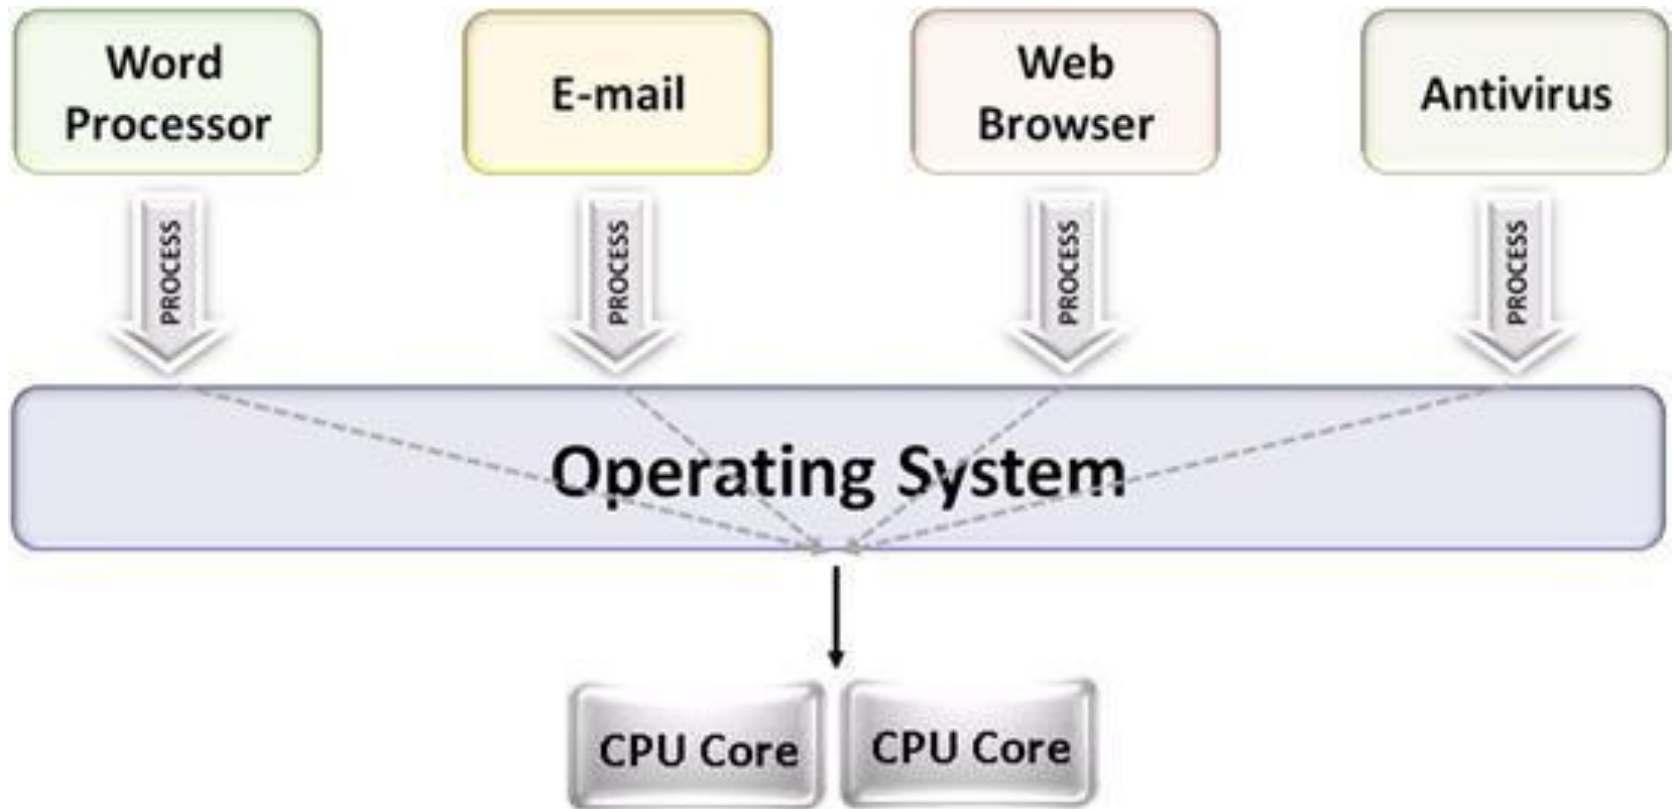 Word
Processor
E-mail
Web
Browser
Antivirus
PROCESS
PROCESS
PROCESS
PROCESS
Operating System
CPU Core
CPU Core